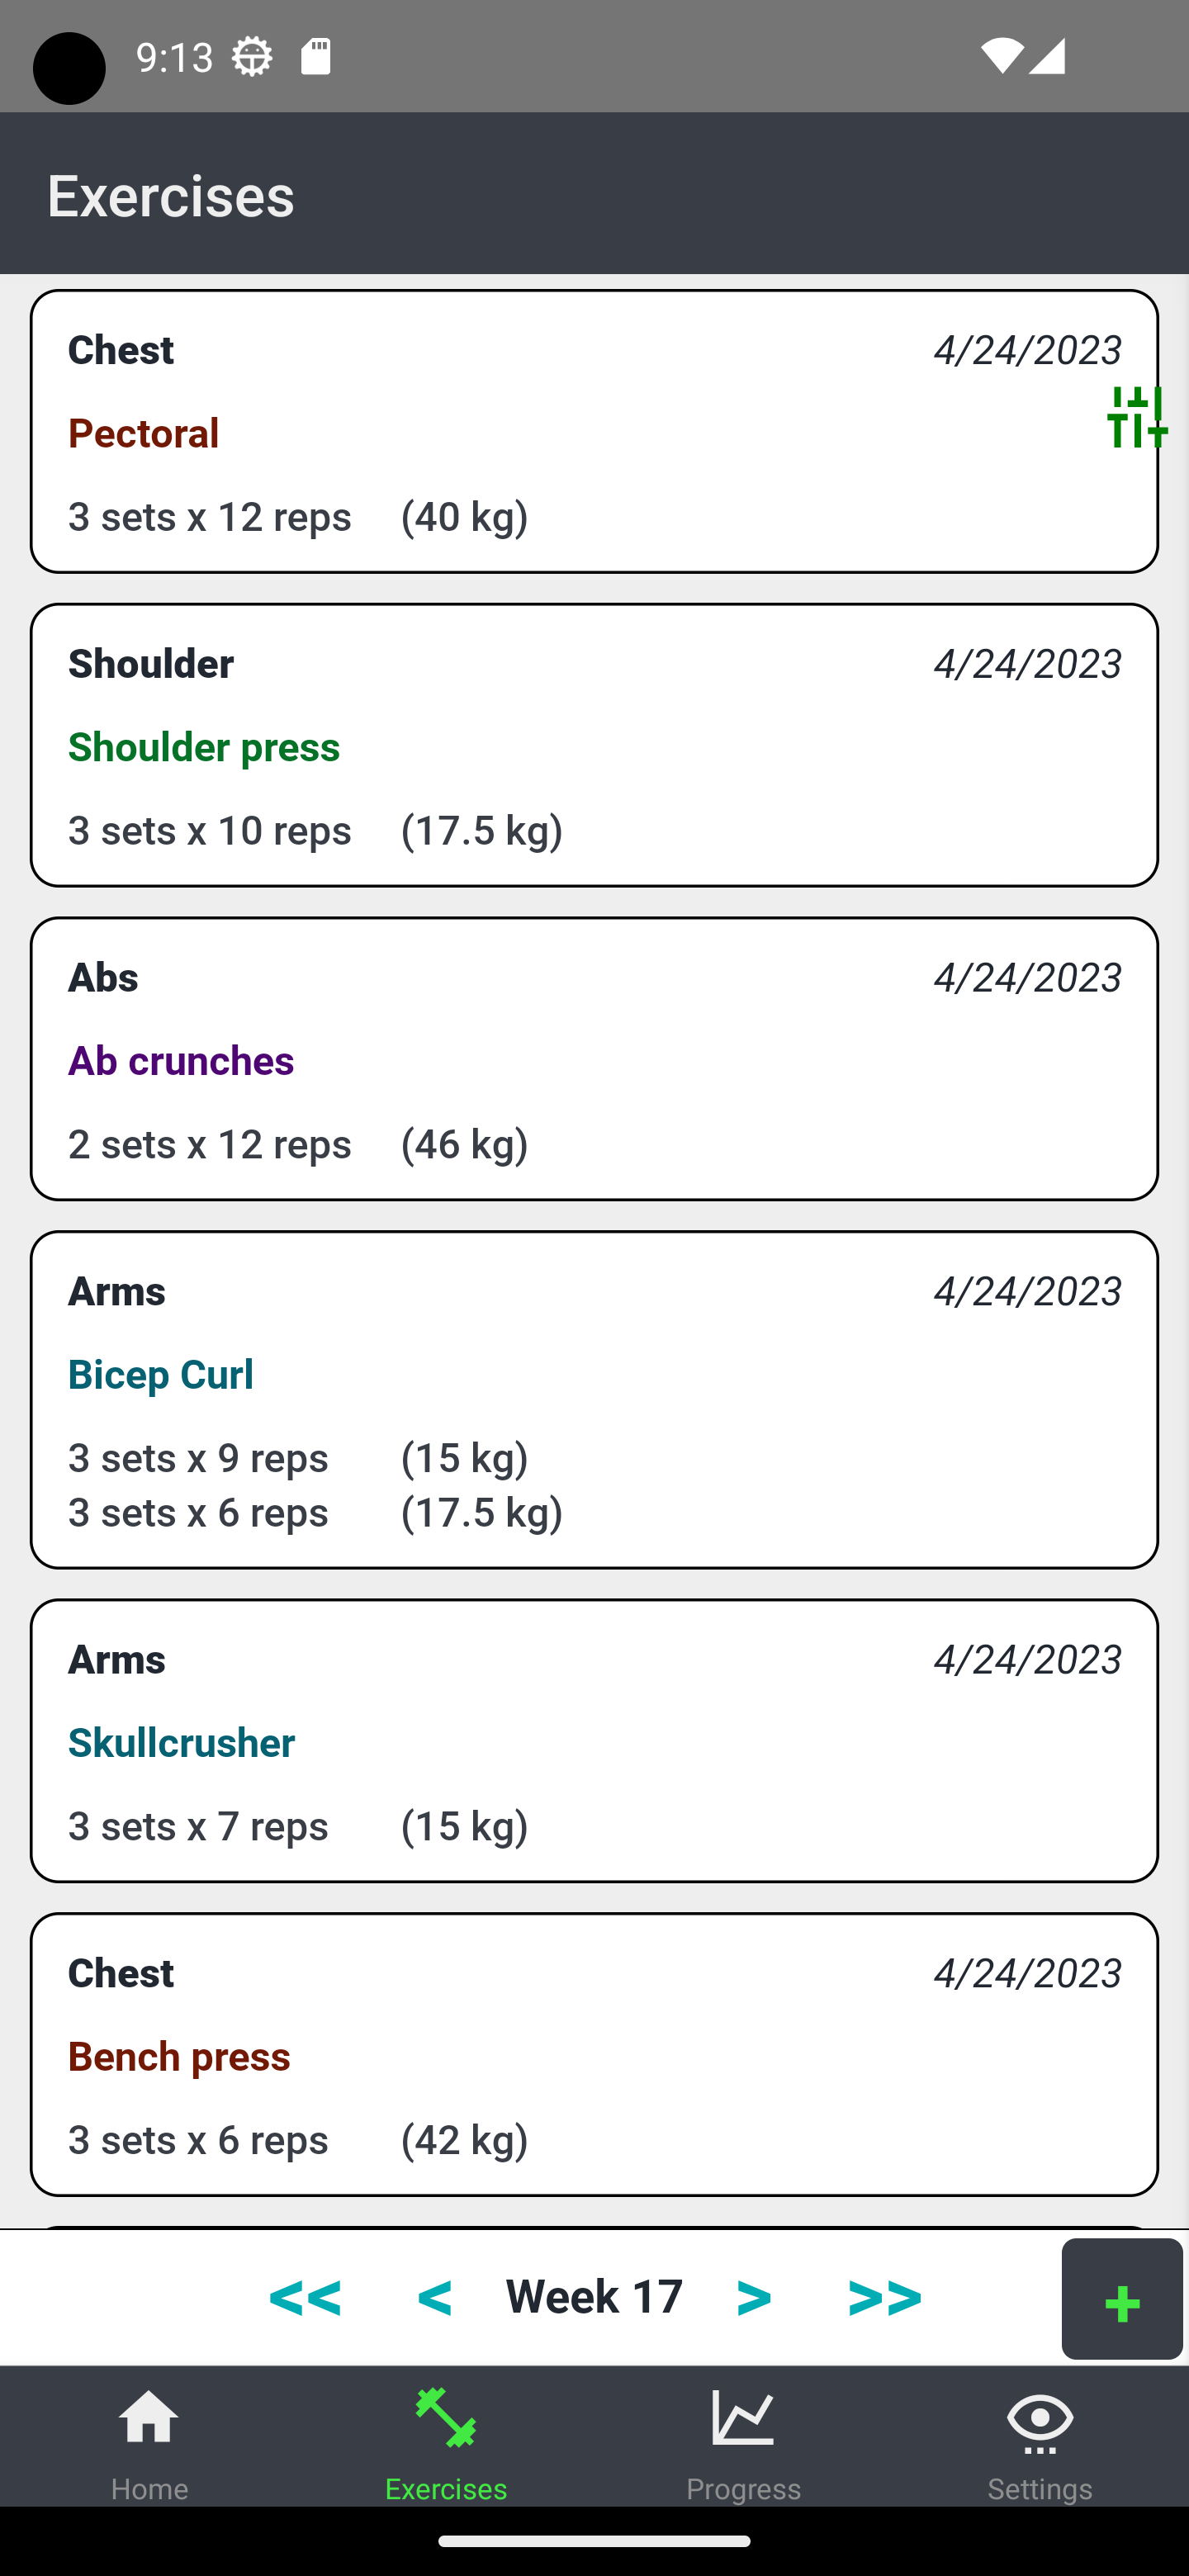 9:13
Exercises
Chest 4/24/2023
Pectoral
3 sets x 12 reps (40 kg)
Shoulder 4/24/2023
Shoulder press
3 sets x 10 reps (17.5 kg)
Abs 4/24/2023
Ab crunches
2 sets x 12 reps (46 kg)
Arms 4/24/2023
Bicep Curl
3 sets x 9 reps (15 kg)
3 sets x 6 reps (17.5 kg)
Arms 4/24/2023
Skullcrusher
3 sets x 7 reps (15 kg)
Chest 4/24/2023
Bench press
3 sets x 6 reps (42 kg)
<< < Week 17 > >> +
Home Exercises Progress Settings